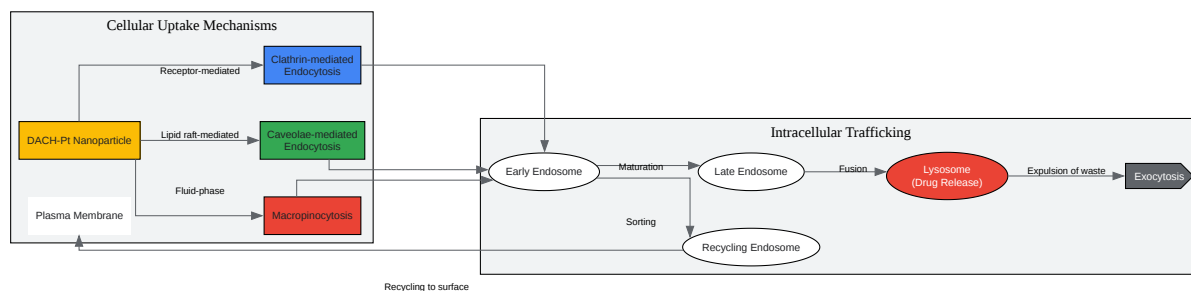 Cellular Uptake Mechanisms
Clathrin-mediated
Endocytosis
Receptor-mediated
DACH-Pt Nanoparticle
Lipid raft-mediated
Caveolae-mediated
Endocytosis
Fluid-phase
Plasma Membrane
Macropinocytosis
Intracellular Trafficking
Early Endosome
Maturation
Late Endosome
Fusion
Lysosome
(Drug Release)
Expulsion of waste
Exocytosis
Sorting
Recycling Endosome
Recycling to surface